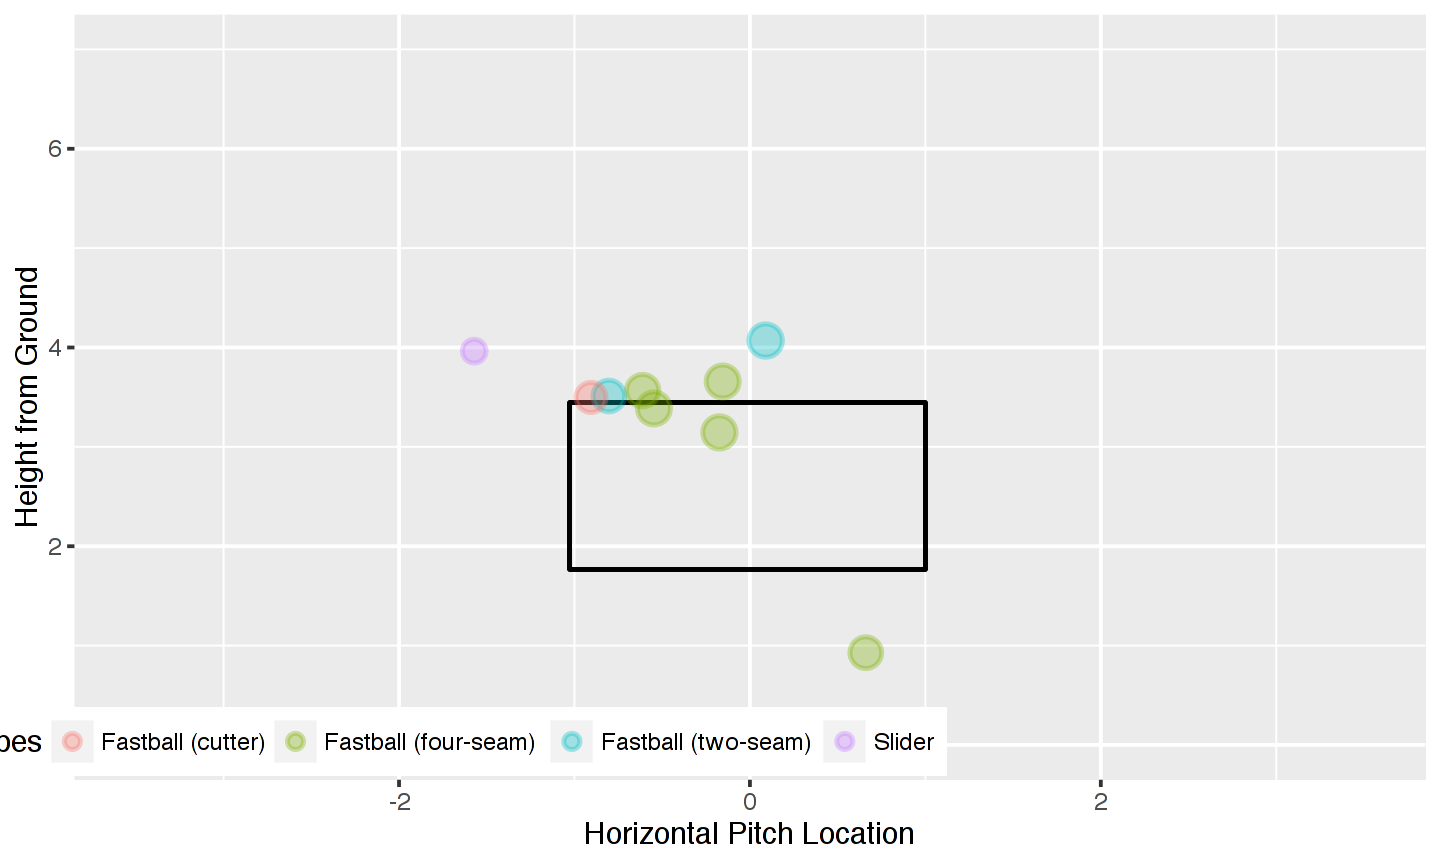 6
4
2
Height from Ground
Fastball (cutter) Fastball (four-seam) Fastball (two-seam) Slider
-2 0 2
Horizontal Pitch Location